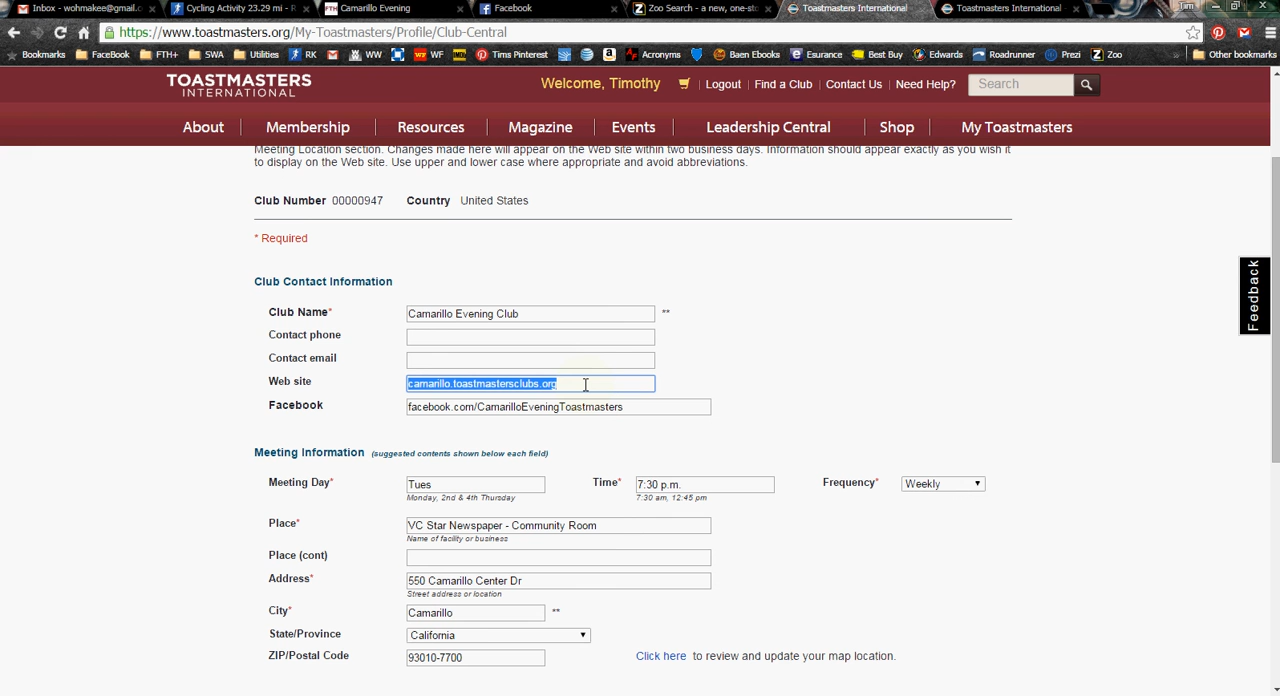 Inbox - wohmakee@gmail.c
Cycling Activity 23.29 mi - R
Camarillo Evening
Facebook
Zoo Search - a new, one-sto
Toastmasters International
Toastmasters International -
Tim
https://www.toastmasters.org/My-Toastmasters/Profile/Club-Central
Bookmarks FaceBook FTH+ SWA Utilities RK WW WF Tims Pinterest Acronyms Baen Ebooks Esurance Best Buy Edwards Roadrunner Prezi Zoo » Other bookmarks
TOASTMASTERS
INTERNATIONAL
Welcome, Timothy Logout Find a Club Contact Us Need Help? Search
About Membership Resources Magazine Events Leadership Central Shop My Toastmasters
Meeting Location section. Changes made here will appear on the Web site within two business days. Information should appear exactly as you wish it
to display on the Web site. Use upper and lower case where appropriate and avoid abbreviations.
Club Number 00000947 Country United States
* Required
Club Contact Information
Club Name* Camarillo Evening Club **
Contact phone
Contact email
Web site camarillo.toastmastersclubs.org
Facebook facebook.com/CamarilloEveningToastmasters
Feedback
Meeting Information (suggested contents shown below each field)
Meeting Day* Tues Time* 7:30 p.m. Frequency* Weekly
Monday, 2nd & 4th Thursday 7:30 am, 12:45 pm
Place* VC Star Newspaper - Community Room
Name of facility or business
Place (cont)
Address* 550 Camarillo Center Dr
Street address or location
City* Camarillo **
State/Province California
ZIP/Postal Code 93010-7700 Click here to review and update your map location.